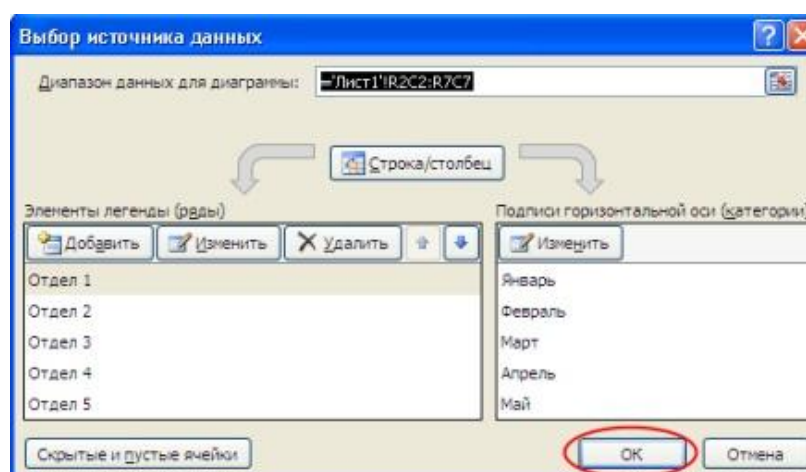 Выбор источника данных
Диапазон данных для диаграммы: ='Лист1'!R2C2:R7C7
Строка/столбец
Элементы легенды (ряды)
Добавить Изменить Удалить
Отдел 1
Отдел 2
Отдел 3
Отдел 4
Отдел 5
Подписи горизонтальной оси (категории)
Изменить
Январь
Февраль
Март
Апрель
Май
Скрытые и пустые ячейки
ОК Отмена